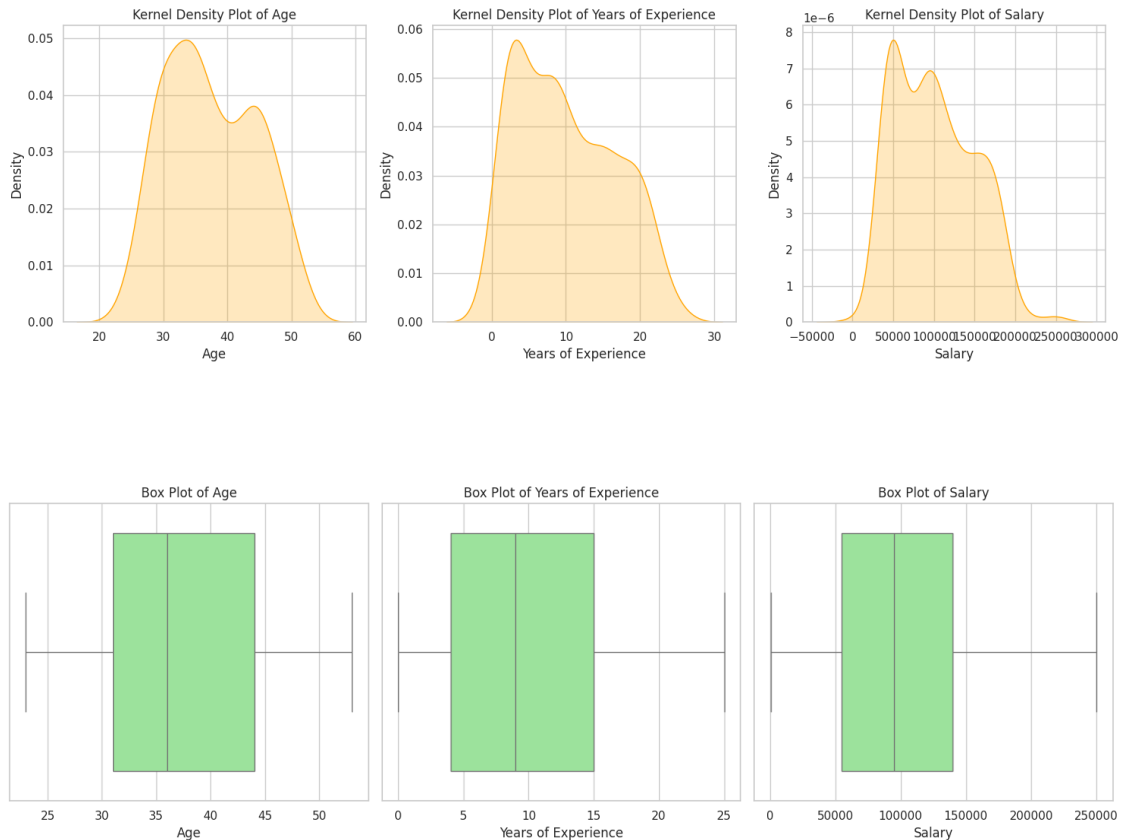 Kernel Density Plot of Age
0.05
0.04
0.03
0.02
0.01
0.00
Density
20 30 40 50 60
Age
Kernel Density Plot of Years of Experience
0.06
0.05
0.04
0.03
0.02
0.01
0.00
Density
0 10 20 30
Years of Experience
Kernel Density Plot of Salary
1e−6
8
7
6
5
4
3
2
1
0
Density
−50000 0 50000 100000 150000 200000 250000 300000
Salary
Box Plot of Age
25 30 35 40 45 50
Age
Box Plot of Years of Experience
0 5 10 15 20 25
Years of Experience
Box Plot of Salary
0 50000 100000 150000 200000 250000
Salary